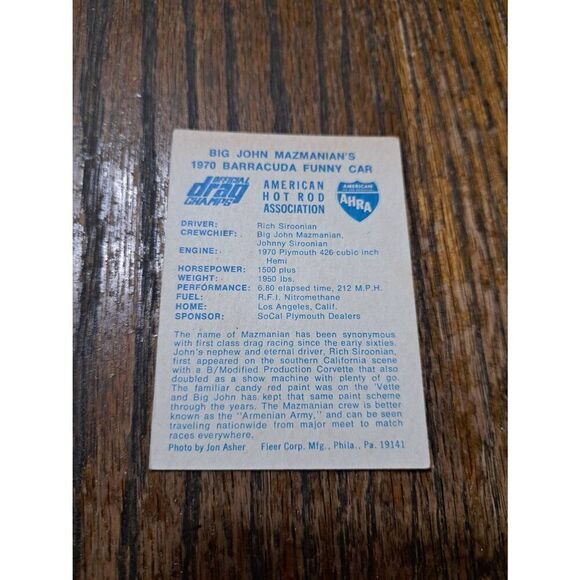 BIG JOHN MAZMANIAN'S
1970 BARRACUDA FUNNY CAR
OFFICIAL
drag
CHAMPS
AMERICAN
HOT ROD
ASSOCIATION
AMERICAN
AHRA
DRIVER: Rich Siroonian
CREWCHIEF: Big John Mazmanian,
Johnny Siroonian
ENGINE: 1970 Plymouth 426 cubic inch
Hemi
HORSEPOWER: 1500 plus
WEIGHT: 1950 lbs.
PERFORMANCE: 6.80 elapsed time, 212 M.P.H.
FUEL: R.F.I. Nitromethane
HOME: Los Angeles, Calif.
SPONSOR: SoCal Plymouth Dealers
The name of Mazmanian has been synonymous
with first class drag racing since the early sixties.
John's nephew and eternal driver, Rich Siroonian,
first appeared on the southern California scene
with a B/Modified Production Corvette that also
doubled as a show machine with plenty of go.
The familiar candy red paint was on the 'Vette
and Big John has kept that same paint scheme
through the years. The Mazmanian crew is better
known as the "Armenian Army," and can be seen
traveling nationwide from major meet to match
races everywhere.
Photo by Jon Asher Fleer Corp. Mfg., Phila., Pa. 19141